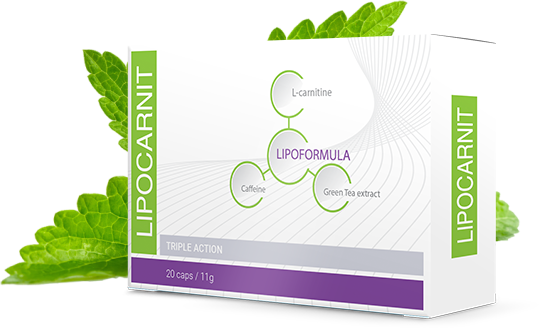 LIPOCARNIT
L-carnitine
LIPOFORMULA
Caffeine
Green Tea extract
TRIPLE ACTION
20 caps / 11g
LIPOCARNIT